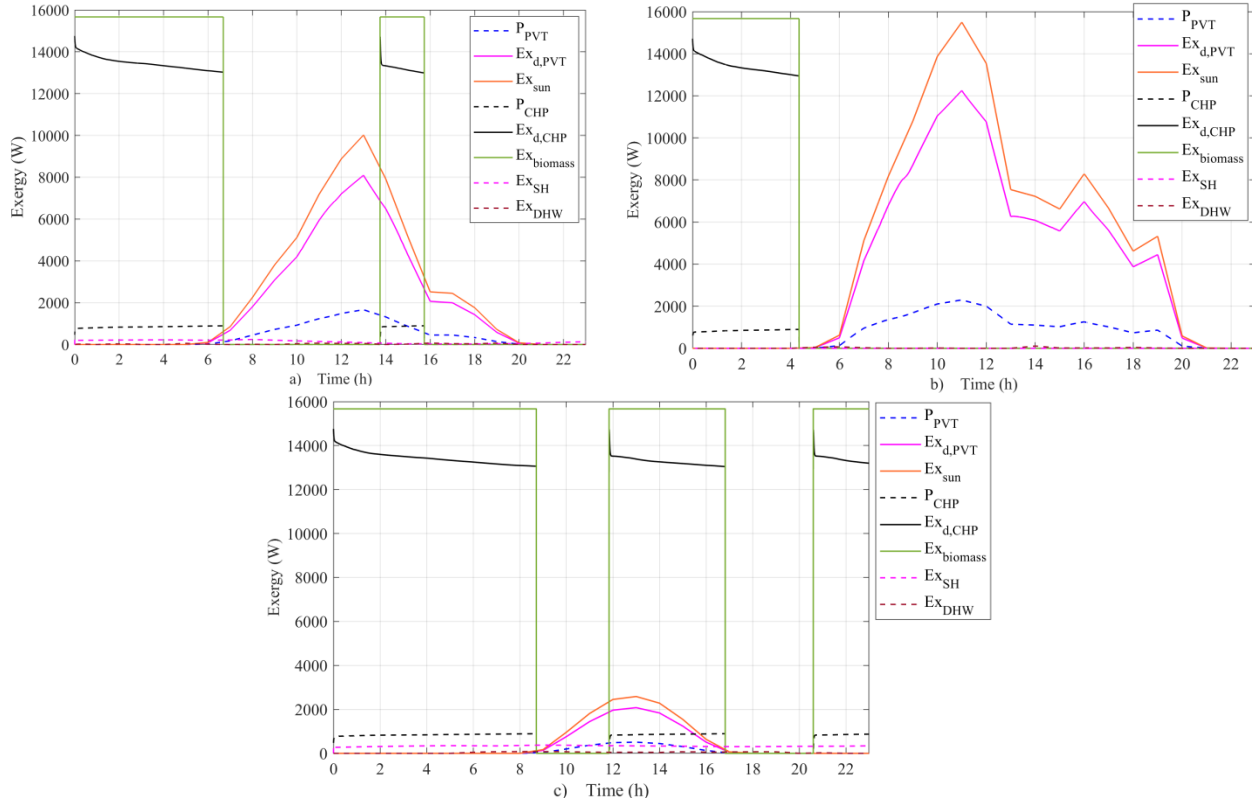 16000
14000
12000
10000
8000
6000
4000
2000
0
Exergy (W)
0 2 4 6 8 10 12 14 16 18 20 22
a) Time (h)
P_PVT
Ex_d,PVT
Ex_sun
P_CHP
Ex_d,CHP
Ex_biomass
Ex_SH
Ex_DHW
16000
14000
12000
10000
8000
6000
4000
2000
0
Exergy (W)
0 2 4 6 8 10 12 14 16 18 20 22
b) Time (h)
P_PVT
Ex_d,PVT
Ex_sun
P_CHP
Ex_d,CHP
Ex_biomass
Ex_SH
Ex_DHW
16000
14000
12000
10000
8000
6000
4000
2000
0
Exergy (W)
0 2 4 6 8 10 12 14 16 18 20 22
c) Time (h)
P_PVT
Ex_d,PVT
Ex_sun
P_CHP
Ex_d,CHP
Ex_biomass
Ex_SH
Ex_DHW